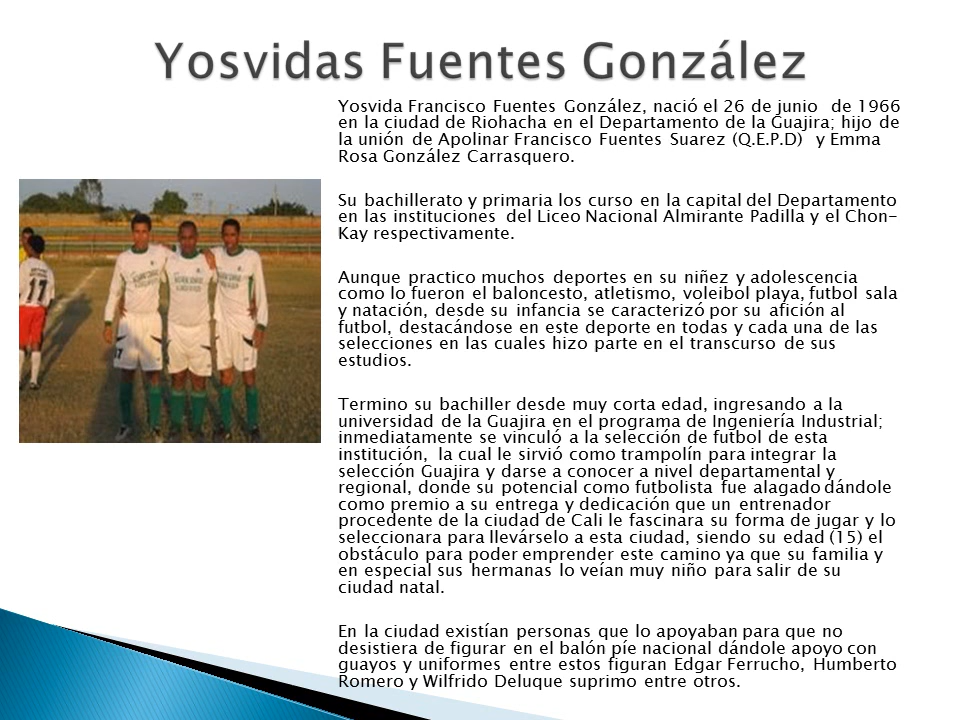 Yosvidas Fuentes González
Yosvida Francisco Fuentes González, nació el 26 de junio de 1966
en la ciudad de Riohacha en el Departamento de la Guajira; hijo de
la unión de Apolinar Francisco Fuentes Suarez (Q.E.P.D) y Emma
Rosa González Carrasquero.
Su bachillerato y primaria los curso en la capital del Departamento
en las instituciones del Liceo Nacional Almirante Padilla y el Chon-
Kay respectivamente.
Aunque practico muchos deportes en su niñez y adolescencia
como lo fueron el baloncesto, atletismo, voleibol playa, futbol sala
y natación, desde su infancia se caracterizó por su afición al
futbol, destacándose en este deporte en todas y cada una de las
selecciones en las cuales hizo parte en el transcurso de sus
estudios.
Termino su bachiller desde muy corta edad, ingresando a la
universidad de la Guajira en el programa de Ingeniería Industrial;
inmediatamente se vinculó a la selección de futbol de esta
institución, la cual le sirvió como trampolín para integrar la
selección Guajira y darse a conocer a nivel departamental y
regional, donde su potencial como futbolista fue alagado dándole
como premio a su entrega y dedicación que un entrenador
procedente de la ciudad de Cali le fascinara su forma de jugar y lo
seleccionara para llevárselo a esta ciudad, siendo su edad (15) el
obstáculo para poder emprender este camino ya que su familia y
en especial sus hermanas lo veían muy niño para salir de su
ciudad natal.
En la ciudad existían personas que lo apoyaban para que no
desistiera de figurar en el balón píe nacional dándole apoyo con
guayos y uniformes entre estos figuran Edgar Ferrucho, Humberto
Romero y Wilfrido Deluque suprimo entre otros.
17